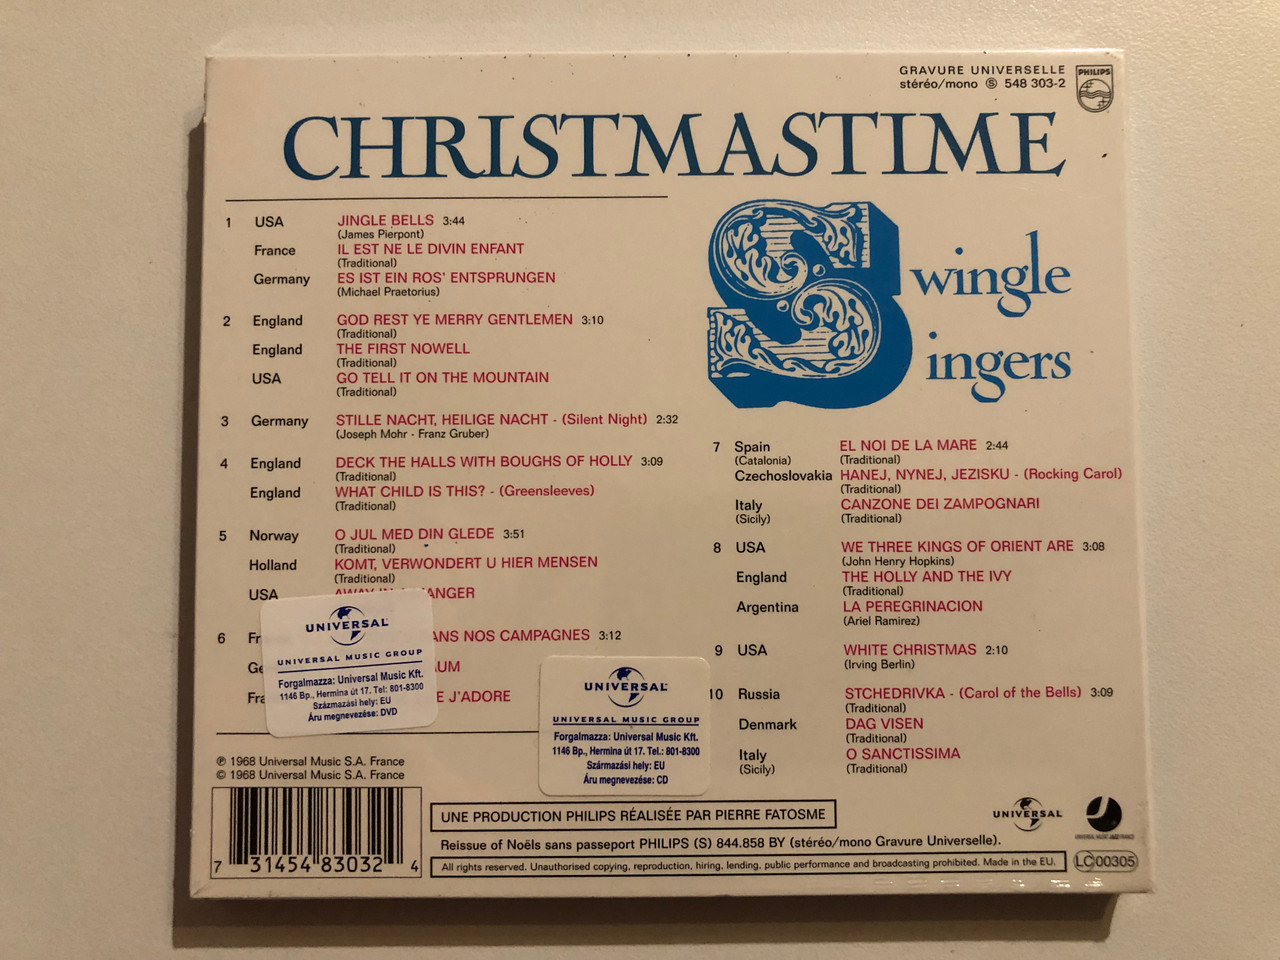 GRAVURE UNIVERSELLE
stéréo/mono Ⓢ 548 303-2
PHILIPS
CHRISTMASTIME
Swingle
Singers
1 USA JINGLE BELLS 3:44
(James Pierpont)
France IL EST NE LE DIVIN ENFANT
(Traditional)
Germany ES IST EIN ROS' ENTSPRUNGEN
(Michael Praetorius)
2 England GOD REST YE MERRY GENTLEMEN 3:10
(Traditional)
England THE FIRST NOWELL
(Traditional)
USA GO TELL IT ON THE MOUNTAIN
(Traditional)
3 Germany STILLE NACHT, HEILIGE NACHT - (Silent Night) 2:32
(Joseph Mohr - Franz Gruber)
4 England DECK THE HALLS WITH BOUGHS OF HOLLY 3:09
(Traditional)
England WHAT CHILD IS THIS? - (Greensleeves)
(Traditional)
5 Norway O JUL MED DIN GLEDE 3:51
(Traditional)
Holland KOMT, VERWONDERT U HIER MENSEN
(Traditional)
USA AWAY IN A MANGER
6 NOS CAMPAGNES 3:12
J'ADORE
7 Spain EL NOI DE LA MARE 2:44
(Catalonia) (Traditional)
Czechoslovakia HANEJ, NYNEJ, JEZISKU - (Rocking Carol)
(Traditional)
Italy CANZONE DEI ZAMPOGNARI
(Sicily) (Traditional)
8 USA WE THREE KINGS OF ORIENT ARE 3:08
(John Henry Hopkins)
England THE HOLLY AND THE IVY
(Traditional)
Argentina LA PEREGRINACION
(Ariel Ramirez)
9 USA WHITE CHRISTMAS 2:10
(Irving Berlin)
10 Russia STCHEDRIVKA - (Carol of the Bells) 3:09
(Traditional)
Denmark DAG VISEN
(Traditional)
Italy O SANCTISSIMA
(Sicily) (Traditional)
UNIVERSAL
UNIVERSAL MUSIC GROUP
Forgalmazza: Universal Music Kft.
1146 Bp., Hermina út 17. Tel: 801-8300
Százmazási hely: EU
Áru megnevezése: DVD
UNIVERSAL
UNIVERSAL MUSIC GROUP
Forgalmazza: Universal Music Kft.
1146 Bp., Hermina út 17. Tel.: 801-8300
Származási hely: EU
Áru megnevezése: CD
℗ 1968 Universal Music S.A. France
© 1968 Universal Music S.A. France
7 31454 83032 4
UNE PRODUCTION PHILIPS RÉALISÉE PAR PIERRE FATOSME
Reissue of Noëls sans passeport PHILIPS (S) 844.858 BY (stéréo/mono Gravure Universelle).
All rights reserved. Unauthorised copying, reproduction, hiring, lending, public performance and broadcasting prohibited. Made in the EU.
UNIVERSAL
UNIVERSAL MUSIC JAZZ FRANCE
LC 00305